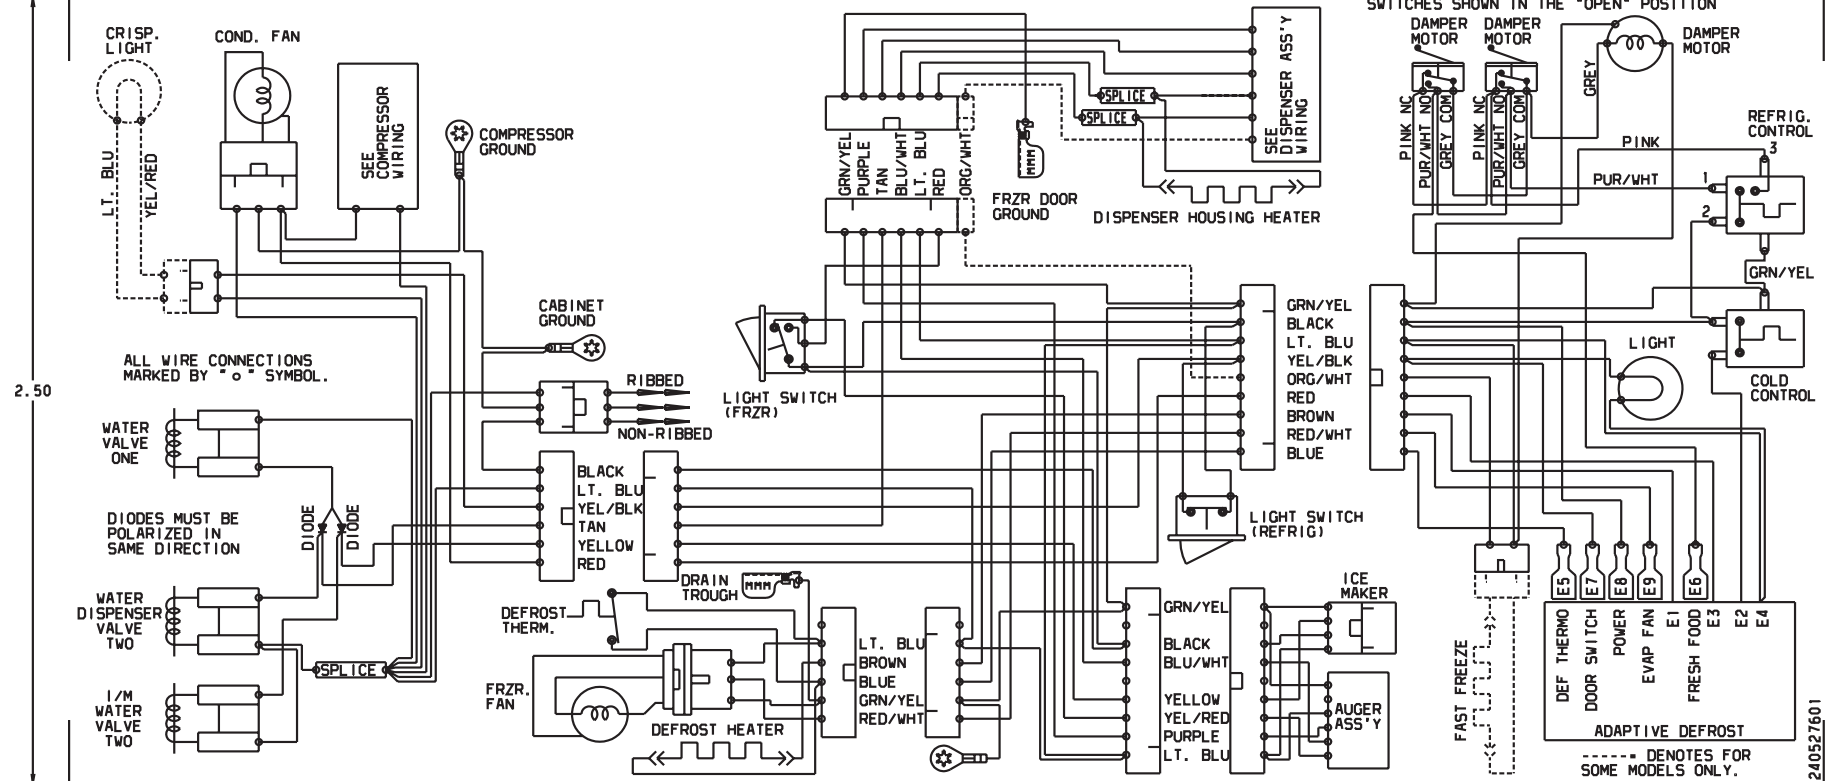 SWITCHES SHOWN IN THE "OPEN" POSITION
CRISP.
LIGHT
COND. FAN
LT. BLU
YEL/RED
SEE
COMPRESSOR
WIRING
COMPRESSOR
GROUND
GRN/YEL
PURPLE
TAN
BLU/WHT
LT. BLU
RED
ORG/WHT
SPLICE
SPLICE
FRZR DOOR
GROUND
SEE
DISPENSER ASS'Y
WIRING
DISPENSER HOUSING HEATER
DAMPER
MOTOR
DAMPER
MOTOR
DAMPER
MOTOR
GREY
PINK NC
PUR/WHT NO
GREY COM
PINK NC
PUR/WHT NO
GREY COM
PINK
PUR/WHT
REFRIG.
CONTROL
3
1
2
GRN/YEL
COLD
CONTROL
LIGHT
2.50
ALL WIRE CONNECTIONS
MARKED BY " o " SYMBOL.
CABINET
GROUND
RIBBED
NON-RIBBED
LIGHT SWITCH
(FRZR)
GRN/YEL
BLACK
LT. BLU
YEL/BLK
ORG/WHT
RED
BROWN
RED/WHT
BLUE
WATER
VALVE
ONE
DIODES MUST BE
POLARIZED IN
SAME DIRECTION
DIODE
DIODE
BLACK
LT. BLU
YEL/BLK
TAN
YELLOW
RED
LIGHT SWITCH
(REFRIG)
WATER
DISPENSER
VALVE
TWO
I/M
WATER
VALVE
TWO
SPLICE
DRAIN
TROUGH
DEFROST
THERM.
FRZR.
FAN
DEFROST HEATER
LT. BLU
BROWN
BLUE
GRN/YEL
RED/WHT
GRN/YEL
BLACK
BLU/WHT
YELLOW
YEL/RED
PURPLE
LT. BLU
ICE
MAKER
AUGER
ASS'Y
FAST FREEZE
E5
E7
E8
E9
E6
DEF THERMO
DOOR SWITCH
POWER
EVAP FAN
E1
FRESH FOOD
E3
E2
E4
ADAPTIVE DEFROST
------ DENOTES FOR
SOME MODELS ONLY.
240527601